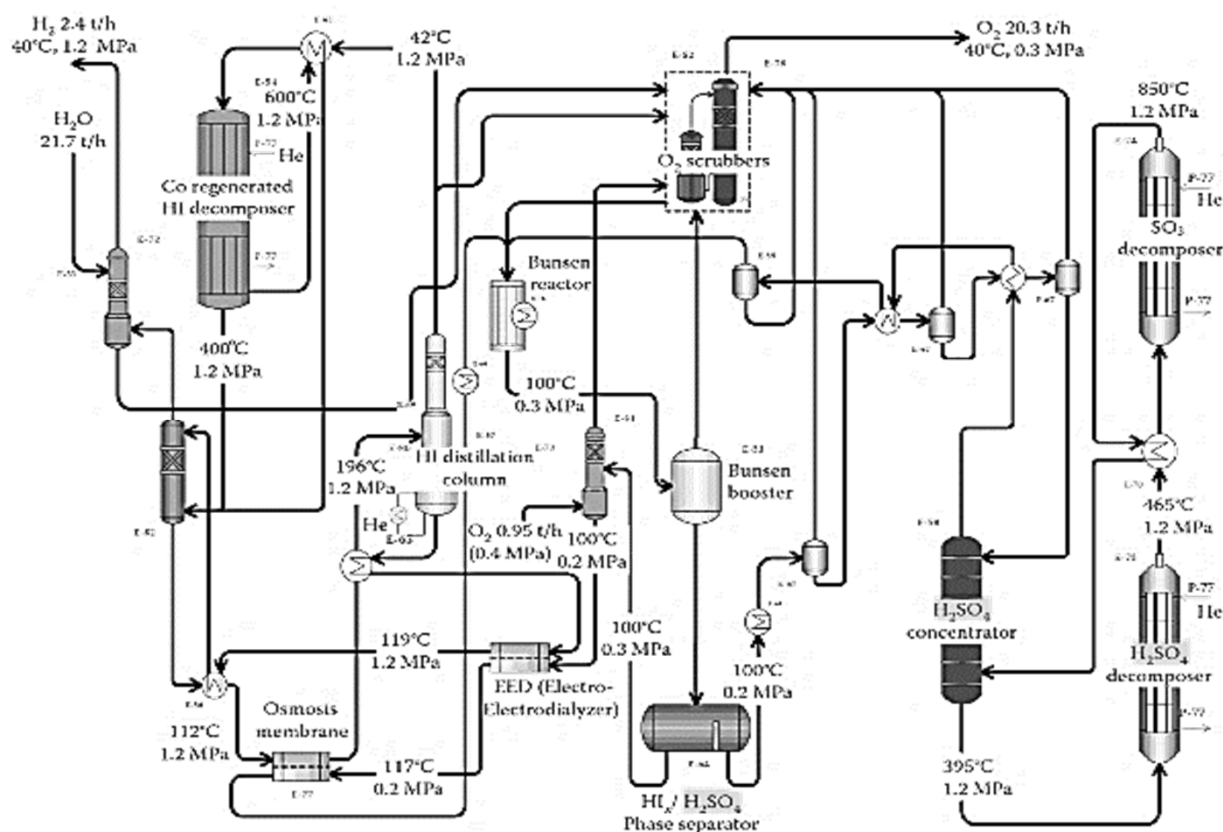 H₂ 2.4 t/h
40°C, 1.2 MPa
H₂O
21.7 t/h
600°C
1.2 MPa
He
Co regenerated
HI decomposer
42°C
1.2 MPa
O₂ 20.3 t/h
40°C, 0.3 MPa
O₂ scrubbers
850°C
1.2 MPa
P-77
He
SO₃
decomposer
400°C
1.2 MPa
Bunsen
reactor
100°C
0.3 MPa
196°C
1.2 MPa
HI distillation
column
He
O₂ 0.95 t/h
(0.4 MPa)
100°C
0.2 MPa
Bunsen
booster
465°C
1.2 MPa
P-77
He
H₂SO₄
concentrator
H₂SO₄
decomposer
119°C
1.2 MPa
EED (Electro-
Electrodialyzer)
100°C
0.3 MPa
100°C
0.2 MPa
Osmosis
membrane
112°C
1.2 MPa
117°C
0.2 MPa
395°C
1.2 MPa
HIₓ/ H₂SO₄
Phase separator